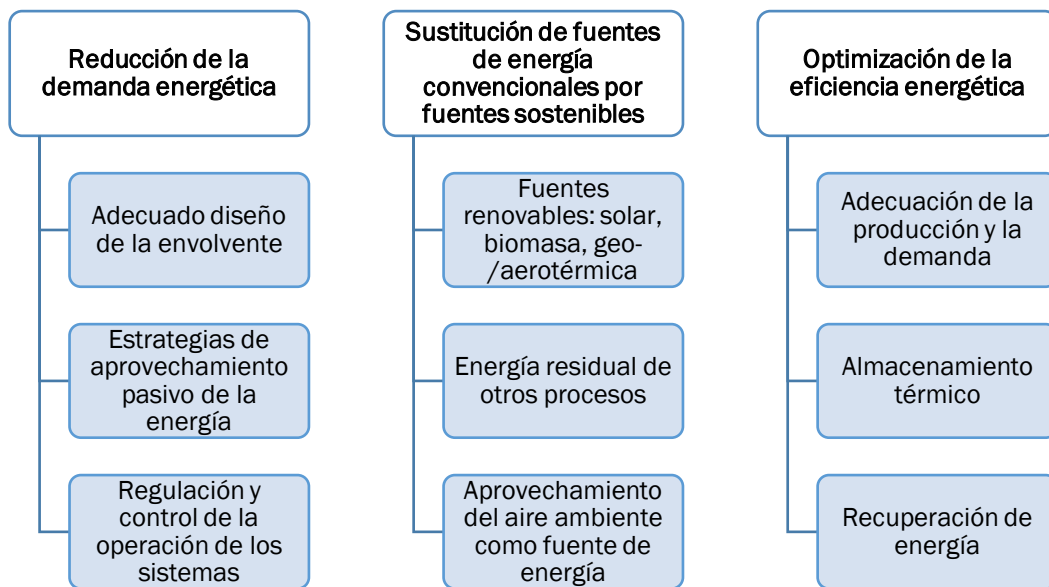 Reducción de la
demanda energética
Adecuado diseño
de la envolvente
Estrategias de
aprovechamiento
pasivo de la
energía
Regulación y
control de la
operación de los
sistemas
Sustitución de fuentes
de energía
convencionales por
fuentes sostenibles
Fuentes
renovables: solar,
biomasa, geo-
/aerotérmica
Energía residual de
otros procesos
Aprovechamiento
del aire ambiente
como fuente de
energía
Optimización de la
eficiencia energética
Adecuación de la
producción y la
demanda
Almacenamiento
térmico
Recuperación de
energía